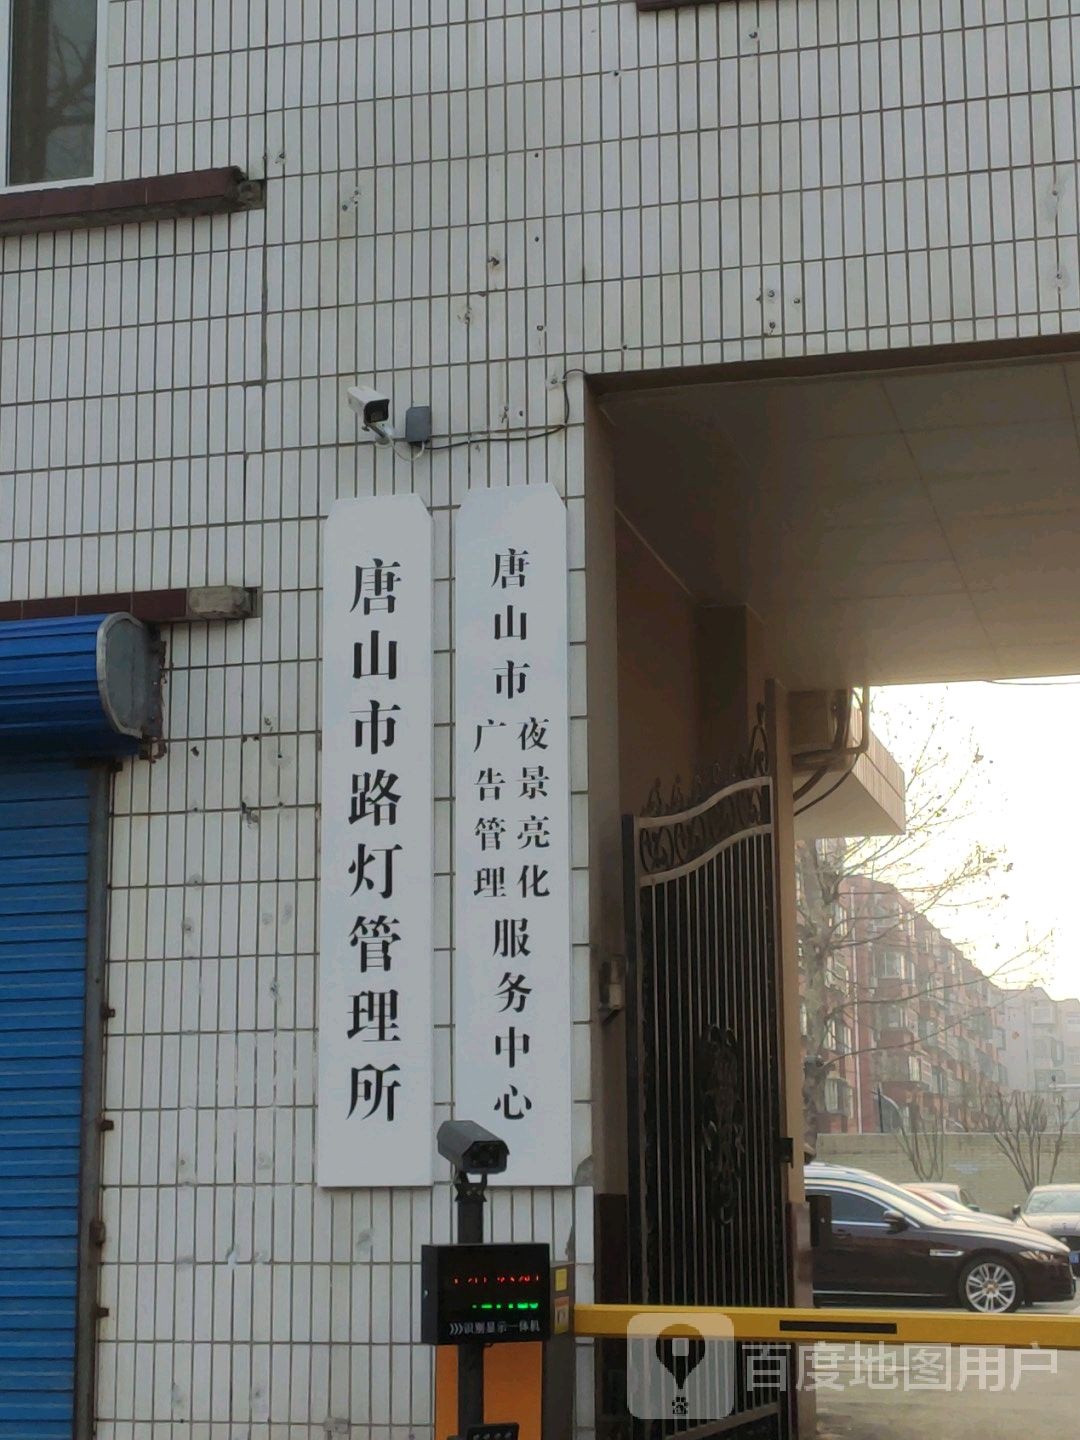 唐山市路灯管理所
唐山市
夜景亮化
广告管理
服务中心
识别显示一体机
百度地图用户